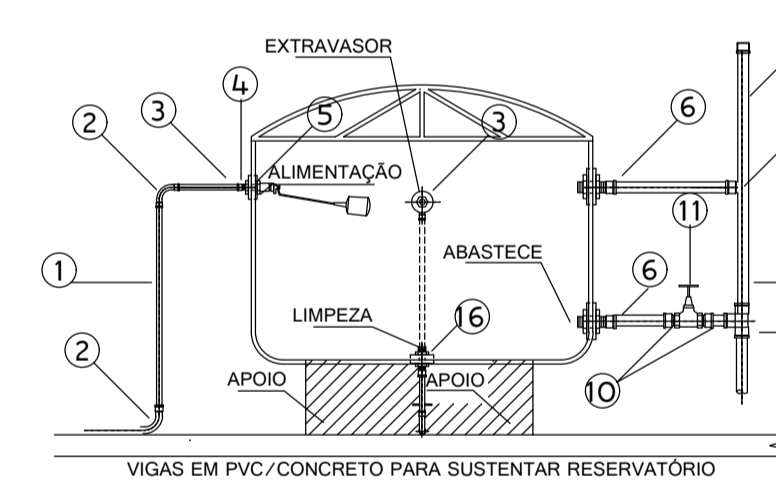 EXTRAVASOR
4
5
3
2
3
6
ALIMENTAÇÃO
11
ABASTECE
1
6
LIMPEZA
16
2
APOIO
APOIO
10
VIGAS EM PVC/CONCRETO PARA SUSTENTAR RESERVATÓRIO